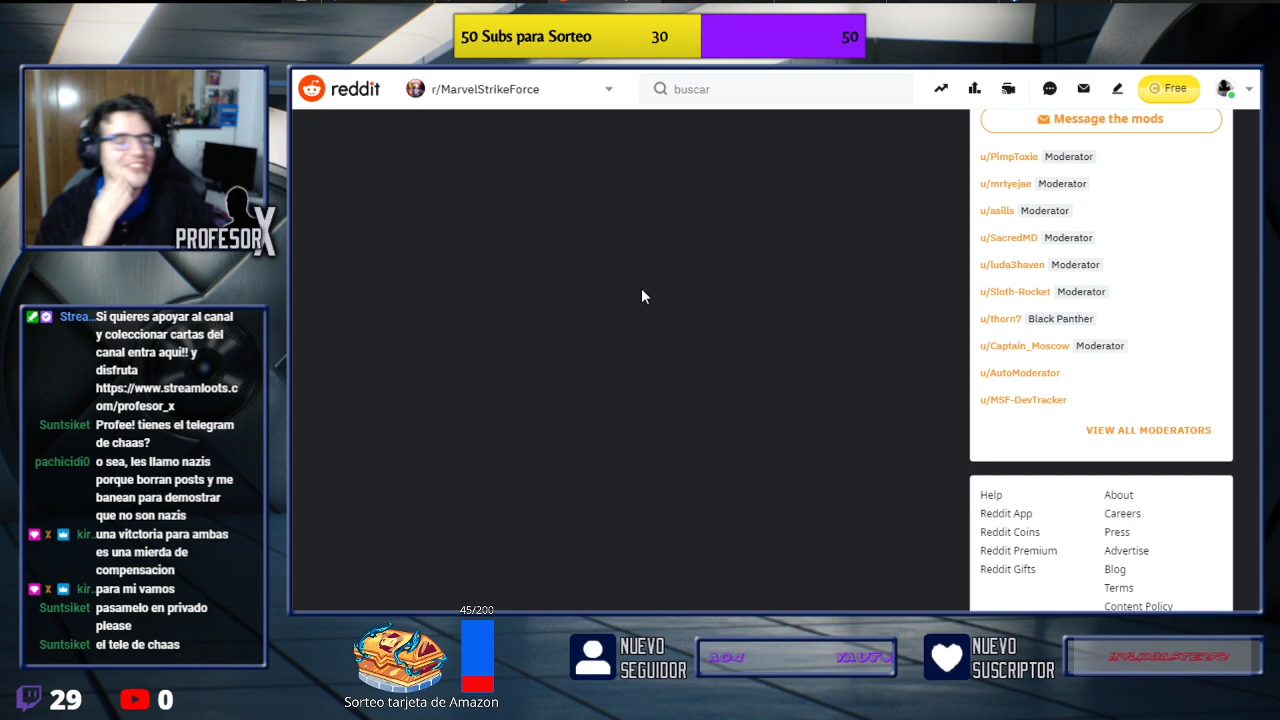 50 Subs para Sorteo 30 50
reddit r/MarvelStrikeForce buscar Free
PROFESOR X
Message the mods
u/PimpToxie Moderator
u/mrtyejae Moderator
u/asills Moderator
u/SacredMD Moderator
u/luda3haven Moderator
u/Sloth-Rocket Moderator
u/thorn7 Black Panther
u/Captain_Moscow Moderator
u/AutoModerator
u/MSF-DevTracker
VIEW ALL MODERATORS
Help About
Reddit App Careers
Reddit Coins Press
Reddit Premium Advertise
Reddit Gifts Blog
Terms
Content Policy
Strea... Si quieres apoyar al canal
y coleccionar cartas del
canal entra aqui!! y
disfruta
https://www.streamloots.c
om/profesor_x
Suntsiket Profee! tienes el telegram
de chaas?
pachicidi0 o sea, les llamo nazis
porque borran posts y me
banean para demostrar
que no son nazis
X kir... una vitctoria para ambas
es una mierda de
compensacion
X kir... para mi vamos
Suntsiket pasamelo en privado
please
Suntsiket el tele de chaas
29 0
45/200
Sorteo tarjeta de Amazon
NUEVO
SEGUIDOR
NUEVO
SUSCRIPTOR